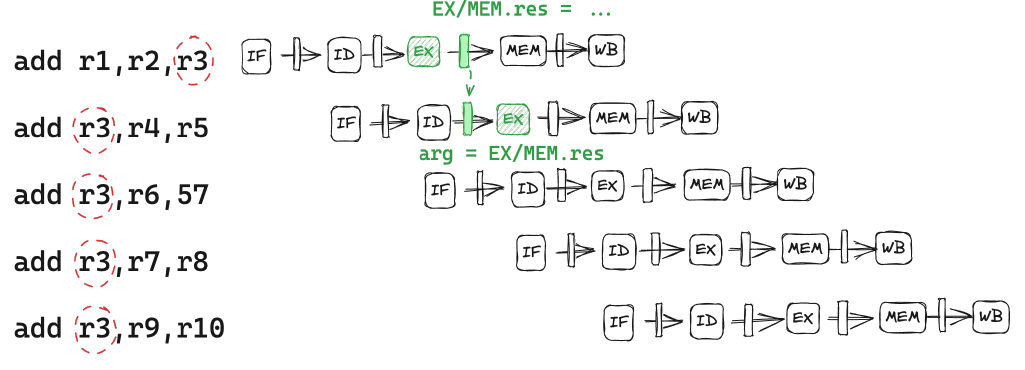 EX/MEM.res = ...
add r1,r2,r3 IF ID EX MEM WB
add r3,r4,r5 IF ID EX MEM WB
arg = EX/MEM.res
add r3,r6,57 IF ID EX MEM WB
add r3,r7,r8 IF ID EX MEM WB
add r3,r9,r10 IF ID EX MEM WB